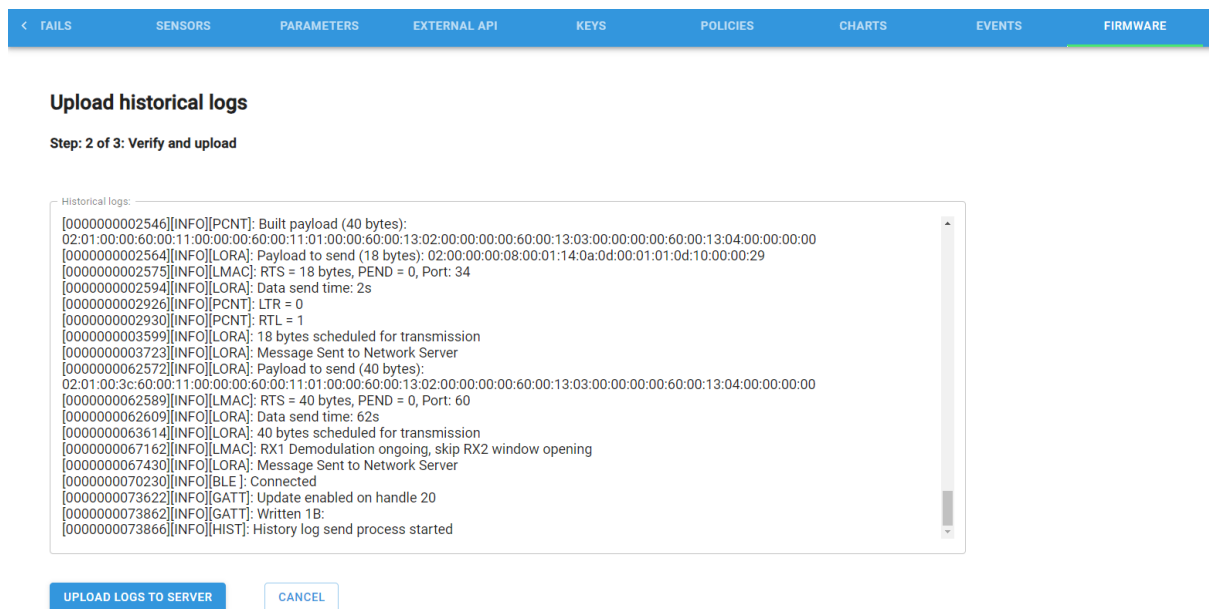 < TAILS SENSORS PARAMETERS EXTERNAL API KEYS POLICIES CHARTS EVENTS FIRMWARE
Upload historical logs
Step: 2 of 3: Verify and upload
Historical logs:
[0000000002546][INFO][PCNT]: Built payload (40 bytes):
02:01:00:00:60:00:11:00:00:00:60:00:11:01:00:00:60:00:13:02:00:00:00:00:60:00:13:03:00:00:00:00:60:00:13:04:00:00:00:00
[0000000002564][INFO][LORA]: Payload to send (18 bytes): 02:00:00:00:08:00:01:14:0a:0d:00:01:01:0d:10:00:00:29
[0000000002575][INFO][LMAC]: RTS = 18 bytes, PEND = 0, Port: 34
[0000000002594][INFO][LORA]: Data send time: 2s
[0000000002926][INFO][PCNT]: LTR = 0
[0000000002930][INFO][PCNT]: RTL = 1
[0000000003599][INFO][LORA]: 18 bytes scheduled for transmission
[0000000003723][INFO][LORA]: Message Sent to Network Server
[0000000062572][INFO][LORA]: Payload to send (40 bytes):
02:01:00:3c:60:00:11:00:00:00:60:00:11:01:00:00:60:00:13:02:00:00:00:00:60:00:13:03:00:00:00:00:60:00:13:04:00:00:00:00
[0000000062589][INFO][LMAC]: RTS = 40 bytes, PEND = 0, Port: 60
[0000000062609][INFO][LORA]: Data send time: 62s
[0000000063614][INFO][LORA]: 40 bytes scheduled for transmission
[0000000067162][INFO][LMAC]: RX1 Demodulation ongoing, skip RX2 window opening
[0000000067430][INFO][LORA]: Message Sent to Network Server
[0000000070230][INFO][BLE ]: Connected
[0000000073622][INFO][GATT]: Update enabled on handle 20
[0000000073862][INFO][GATT]: Written 1B:
[0000000073866][INFO][HIST]: History log send process started
UPLOAD LOGS TO SERVER CANCEL